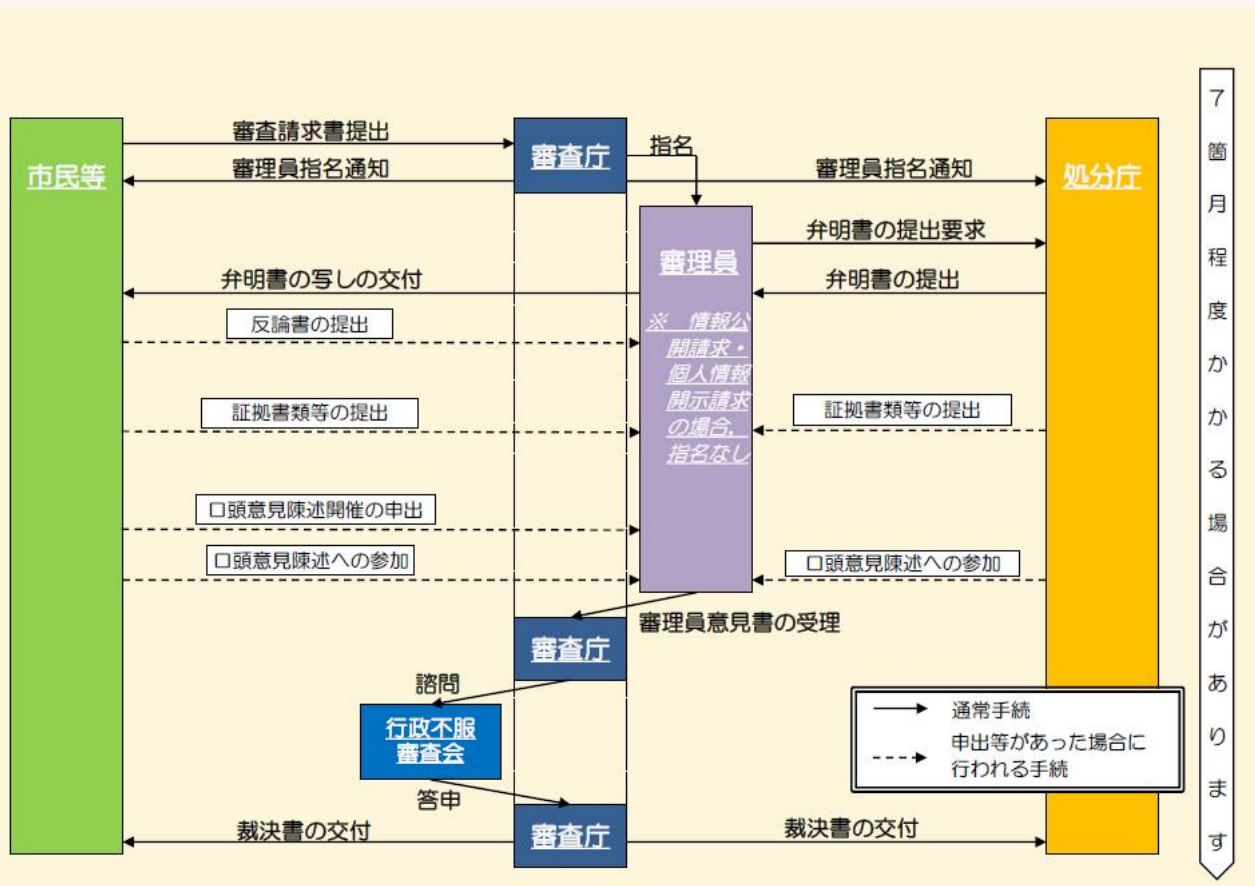 審査請求書提出
審査庁
指名
市民等
審理員指名通知
審理員指名通知
処分庁
弁明書の提出要求
審理員
弁明書の写しの交付
弁明書の提出
※ 情報公
開請求・
個人情報
開示請求
の場合,
指名なし
反論書の提出
証拠書類等の提出
証拠書類等の提出
口頭意見陳述開催の申出
口頭意見陳述への参加
口頭意見陳述への参加
審理員意見書の受理
審査庁
諮問
行政不服
審査会
答申
審査庁
裁決書の交付
裁決書の交付
通常手続
申出等があった場合に
行われる手続
7箇月程度かかる場合があります